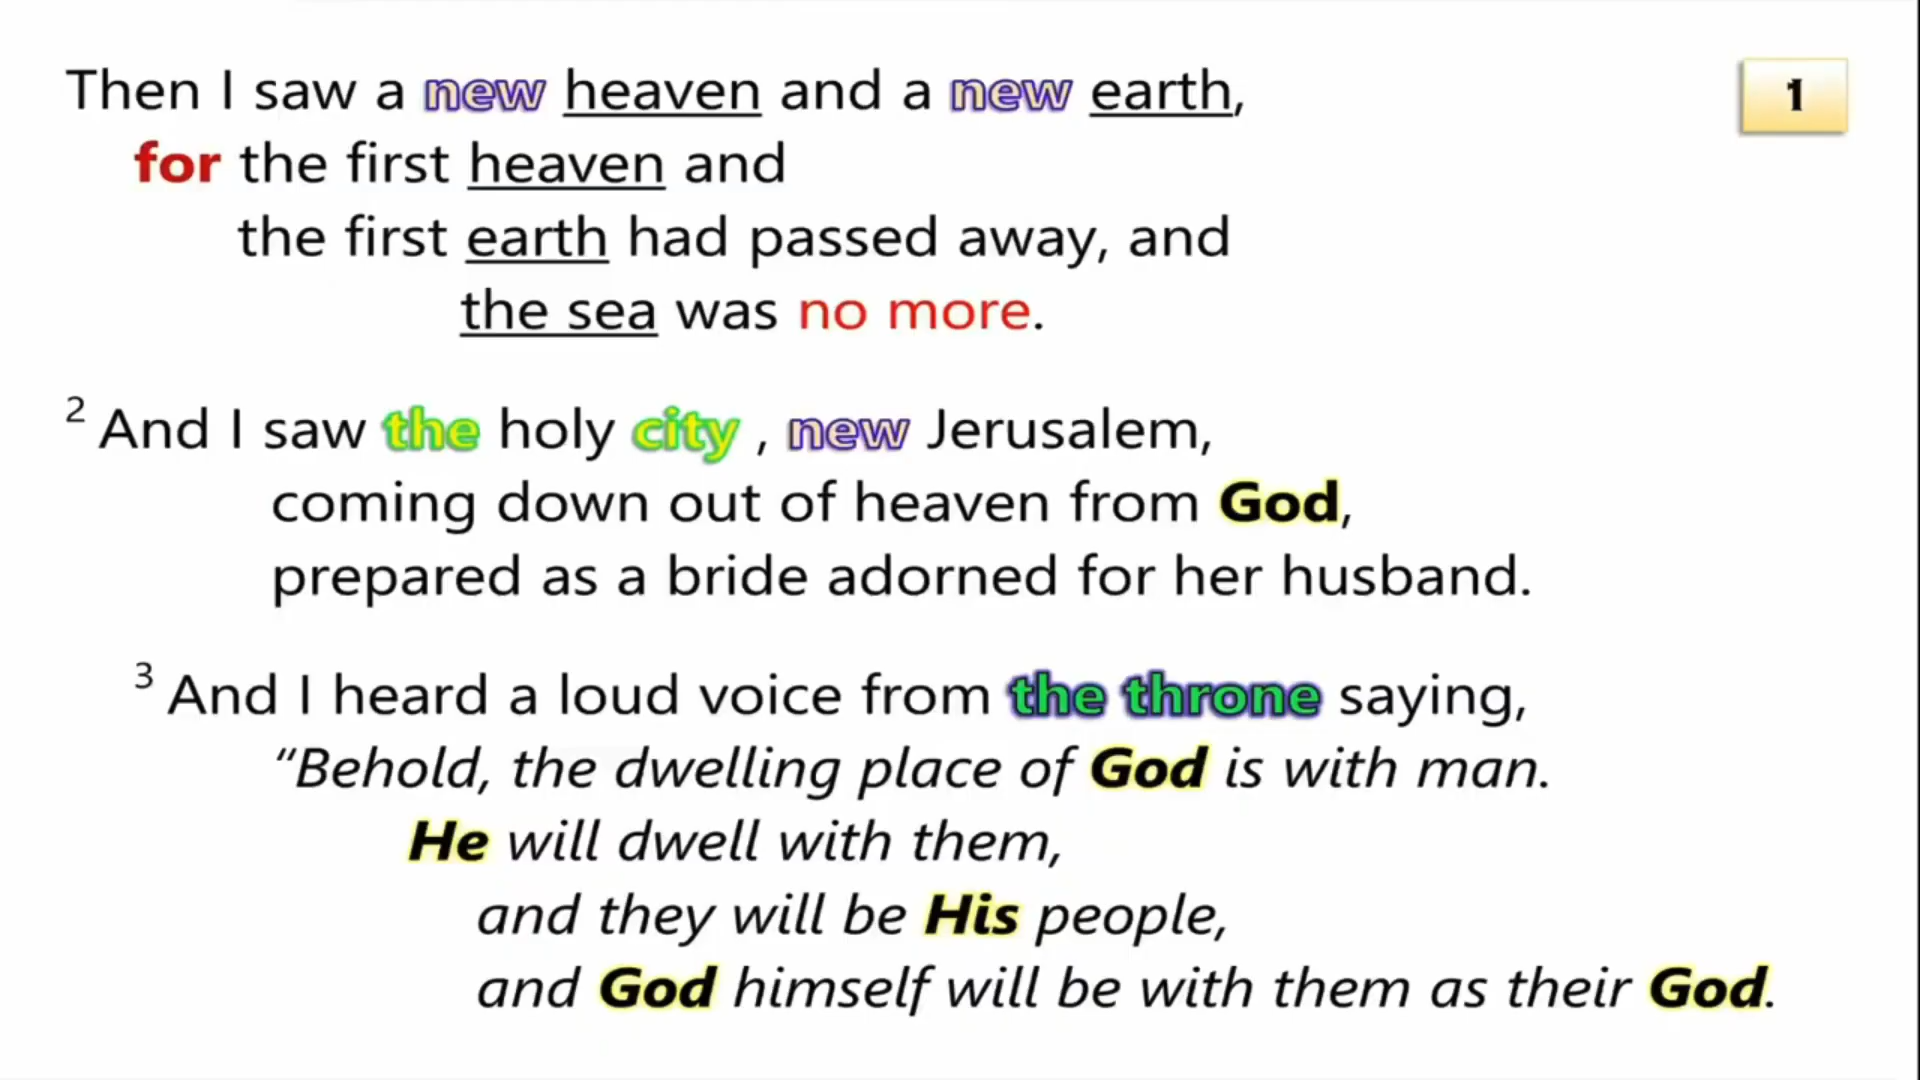 Then I saw a new heaven and a new earth,
1
for the first heaven and
the first earth had passed away, and
the sea was no more.
2 And I saw the holy city , new Jerusalem,
coming down out of heaven from God,
prepared as a bride adorned for her husband.
3 And I heard a loud voice from the throne saying,
“Behold, the dwelling place of God is with man.
He will dwell with them,
and they will be His people,
and God himself will be with them as their God.